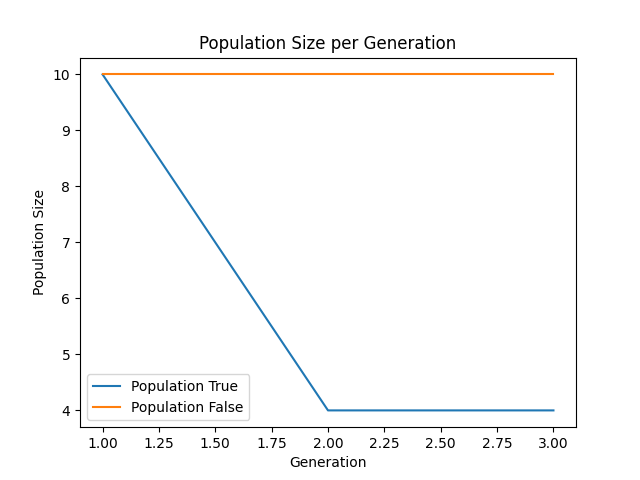 Population Size per Generation
Population Size
10
9
8
7
6
5
4
Population True
Population False
1.00 1.25 1.50 1.75 2.00 2.25 2.50 2.75 3.00
Generation